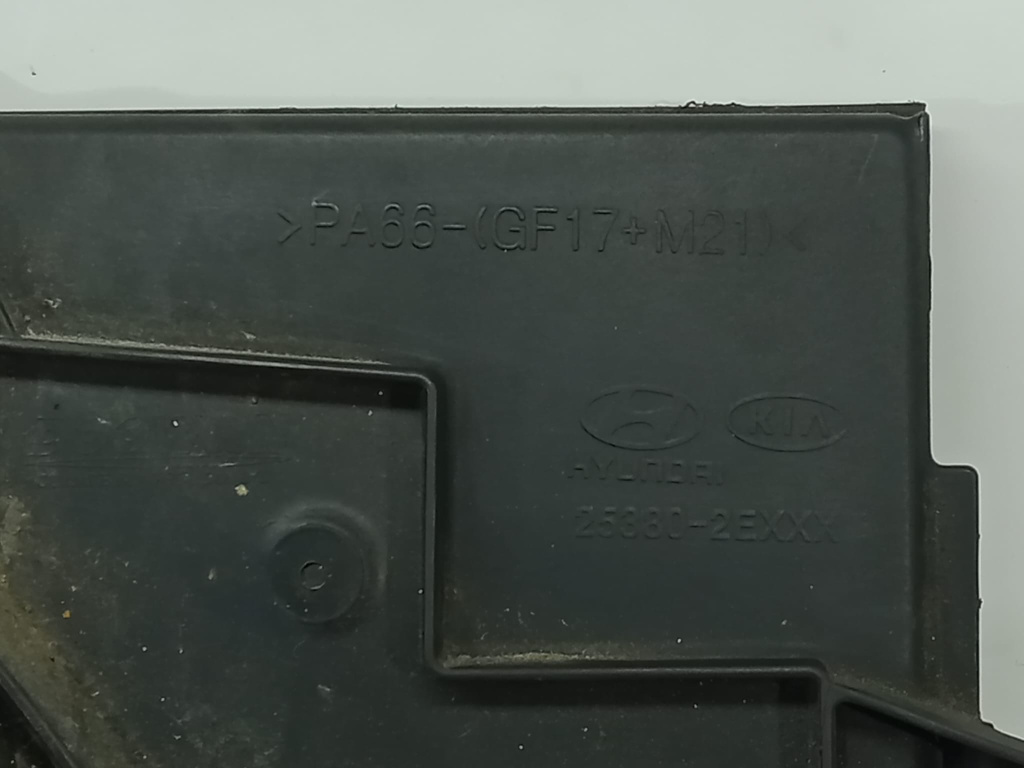 >PA66-(GF17+M21)<
KIA
HYUNDAI
25380-2EXXX